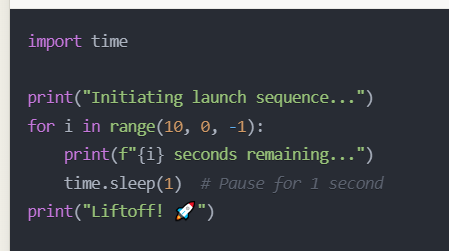 import time

print("Initiating launch sequence...")
for i in range(10, 0, -1):
    print(f"{i} seconds remaining...")
    time.sleep(1)  # Pause for 1 second
print("Liftoff! 🚀")